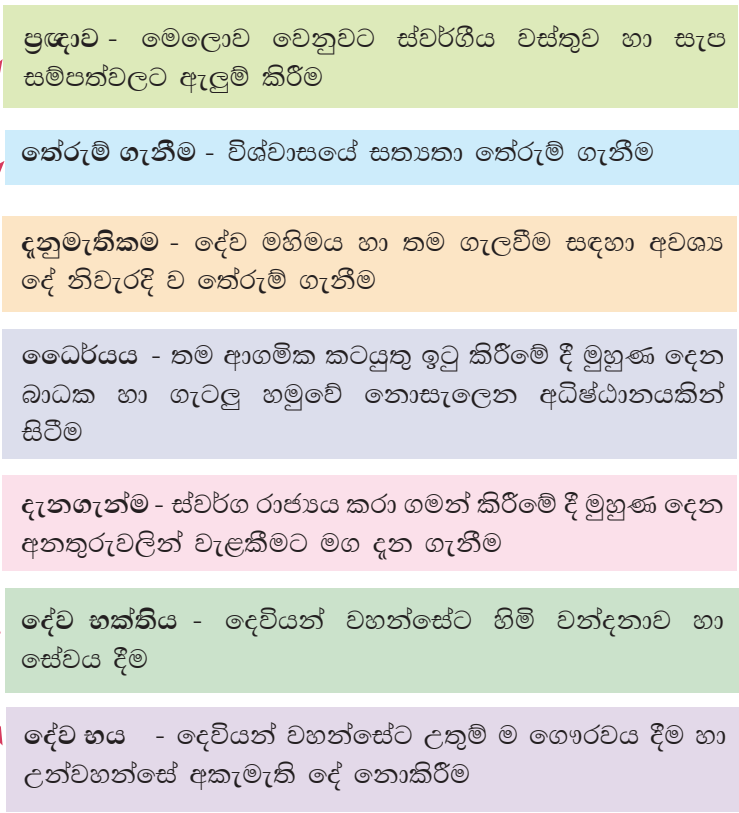 ප්‍රඥාව - මෙලොව වෙනුවට ස්වර්ගීය වස්තුව හා සැප
සම්පත්වලට ඇලුම් කිරීම
තේරුම් ගැනීම - විශ්වාසයේ සත්‍යතා තේරුම් ගැනීම
දැනුමැතිකම - දේව මහිමය හා තම ගැලවීම සඳහා අවශ්‍ය
දේ නිවැරදි ව තේරුම් ගැනීම
ධෛර්යය - තම ආගමික කටයුතු ඉටු කිරීමේ දී මුහුණ දෙන
බාධක හා ගැටලු හමුවේ නොසැලෙන අධිෂ්ඨානයකින්
සිටීම
දැනගැන්ම - ස්වර්ග රාජ්‍යය කරා ගමන් කිරීමේ දී මුහුණ දෙන
අනතුරුවලින් වැළකීමට මග දැන ගැනීම
දේව භක්තිය - දෙවියන් වහන්සේට හිමි වන්දනාව හා
සේවය දීම
දේව භය - දෙවියන් වහන්සේට උතුම් ම ගෞරවය දීම හා
උන්වහන්සේ අකැමැති දේ නොකිරීම